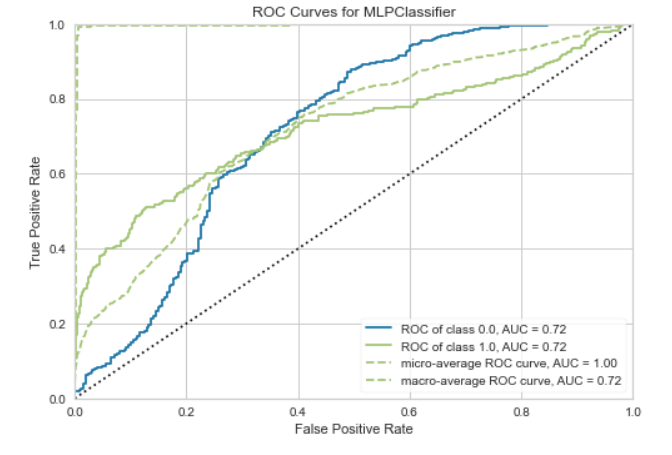 ROC Curves for MLPClassifier
1.0
0.8
0.6
0.4
0.2
0.0
True Positive Rate
ROC of class 0.0, AUC = 0.72
ROC of class 1.0, AUC = 0.72
micro-average ROC curve, AUC = 1.00
macro-average ROC curve, AUC = 0.72
0.0 0.2 0.4 0.6 0.8 1.0
False Positive Rate